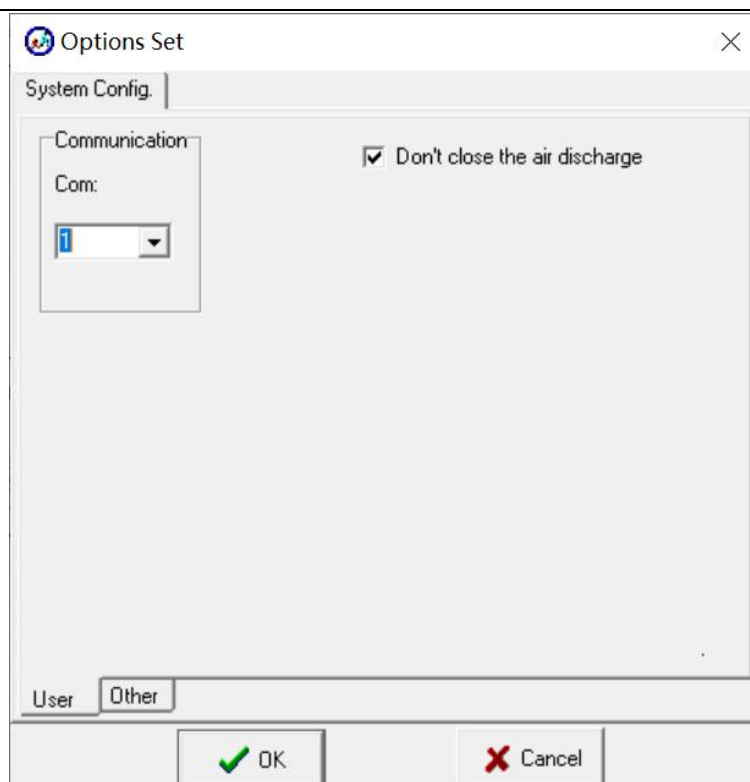 Options Set
System Config.
Communication
Don't close the air discharge
Com:
1
User
Other
OK
Cancel